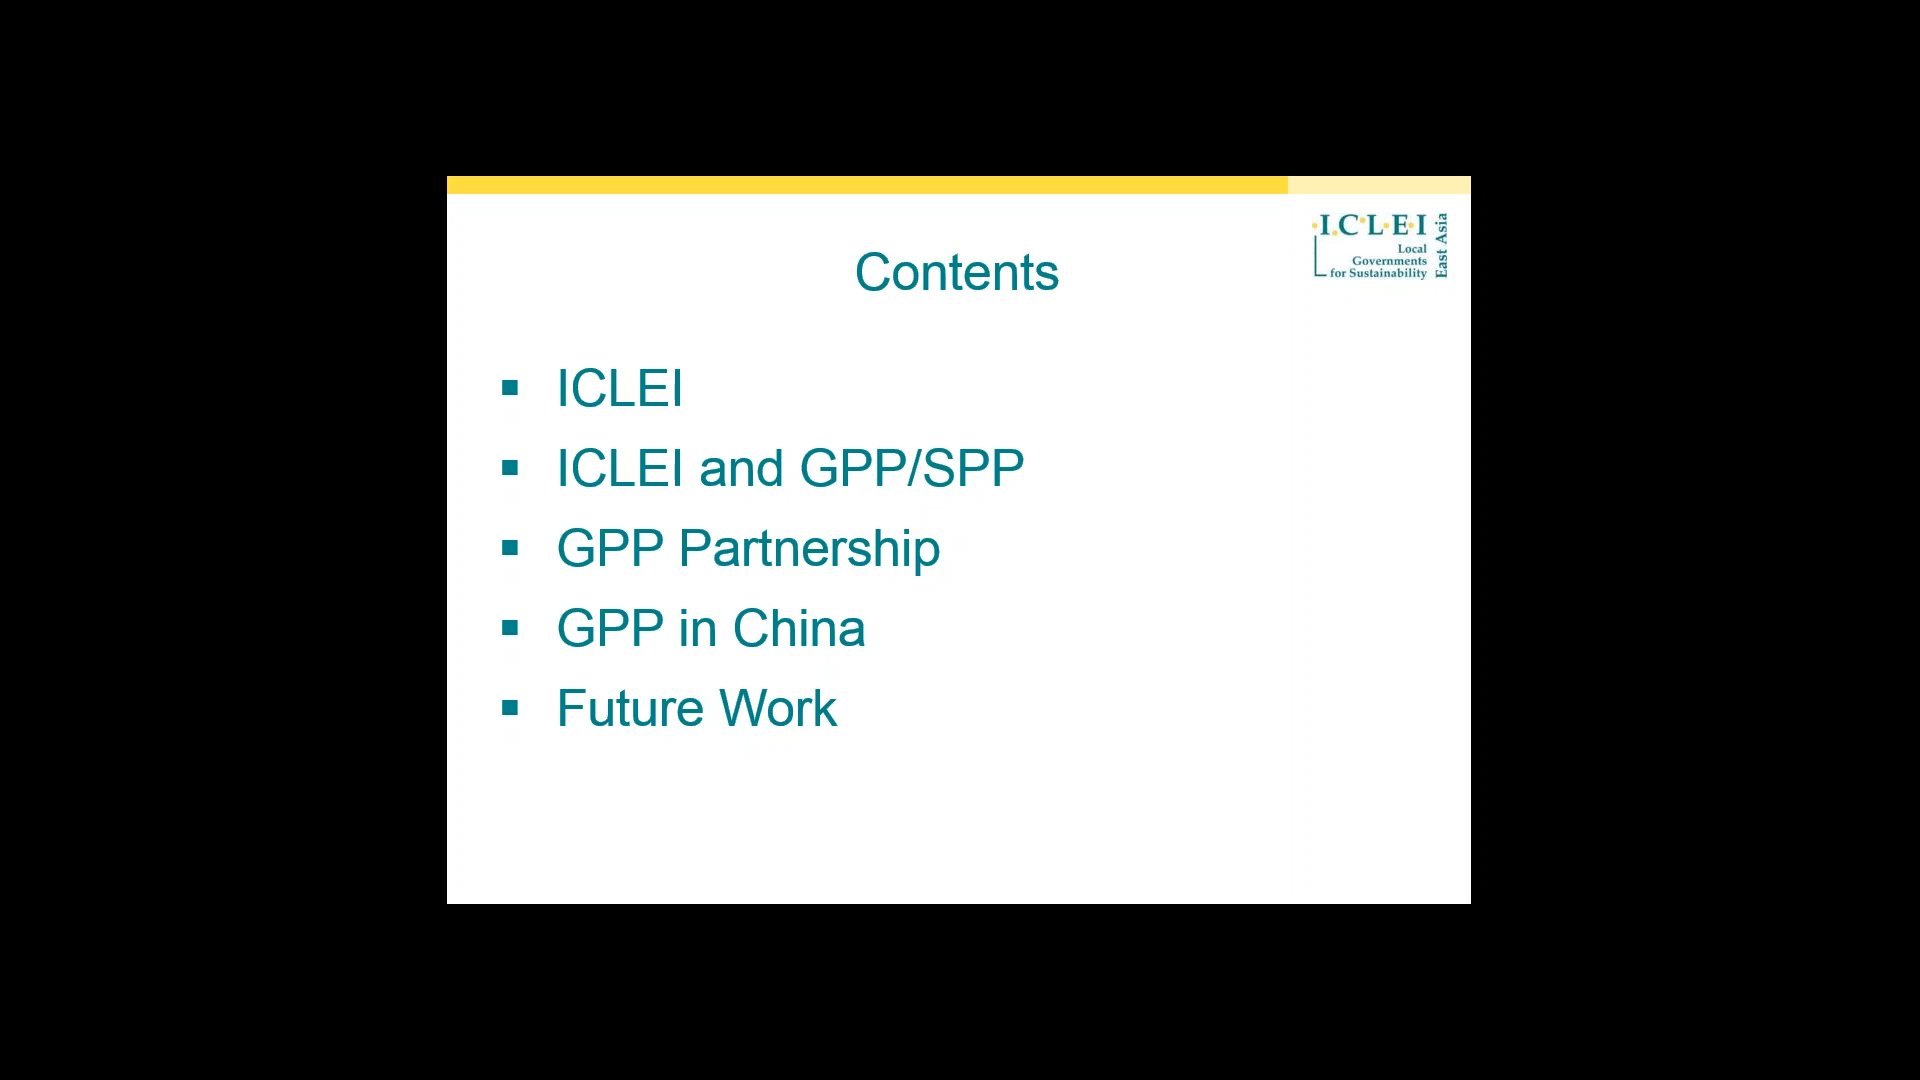 I.C.L.E.I
Local
Governments
for Sustainability
East Asia
Contents
▪ ICLEI
▪ ICLEI and GPP/SPP
▪ GPP Partnership
▪ GPP in China
▪ Future Work